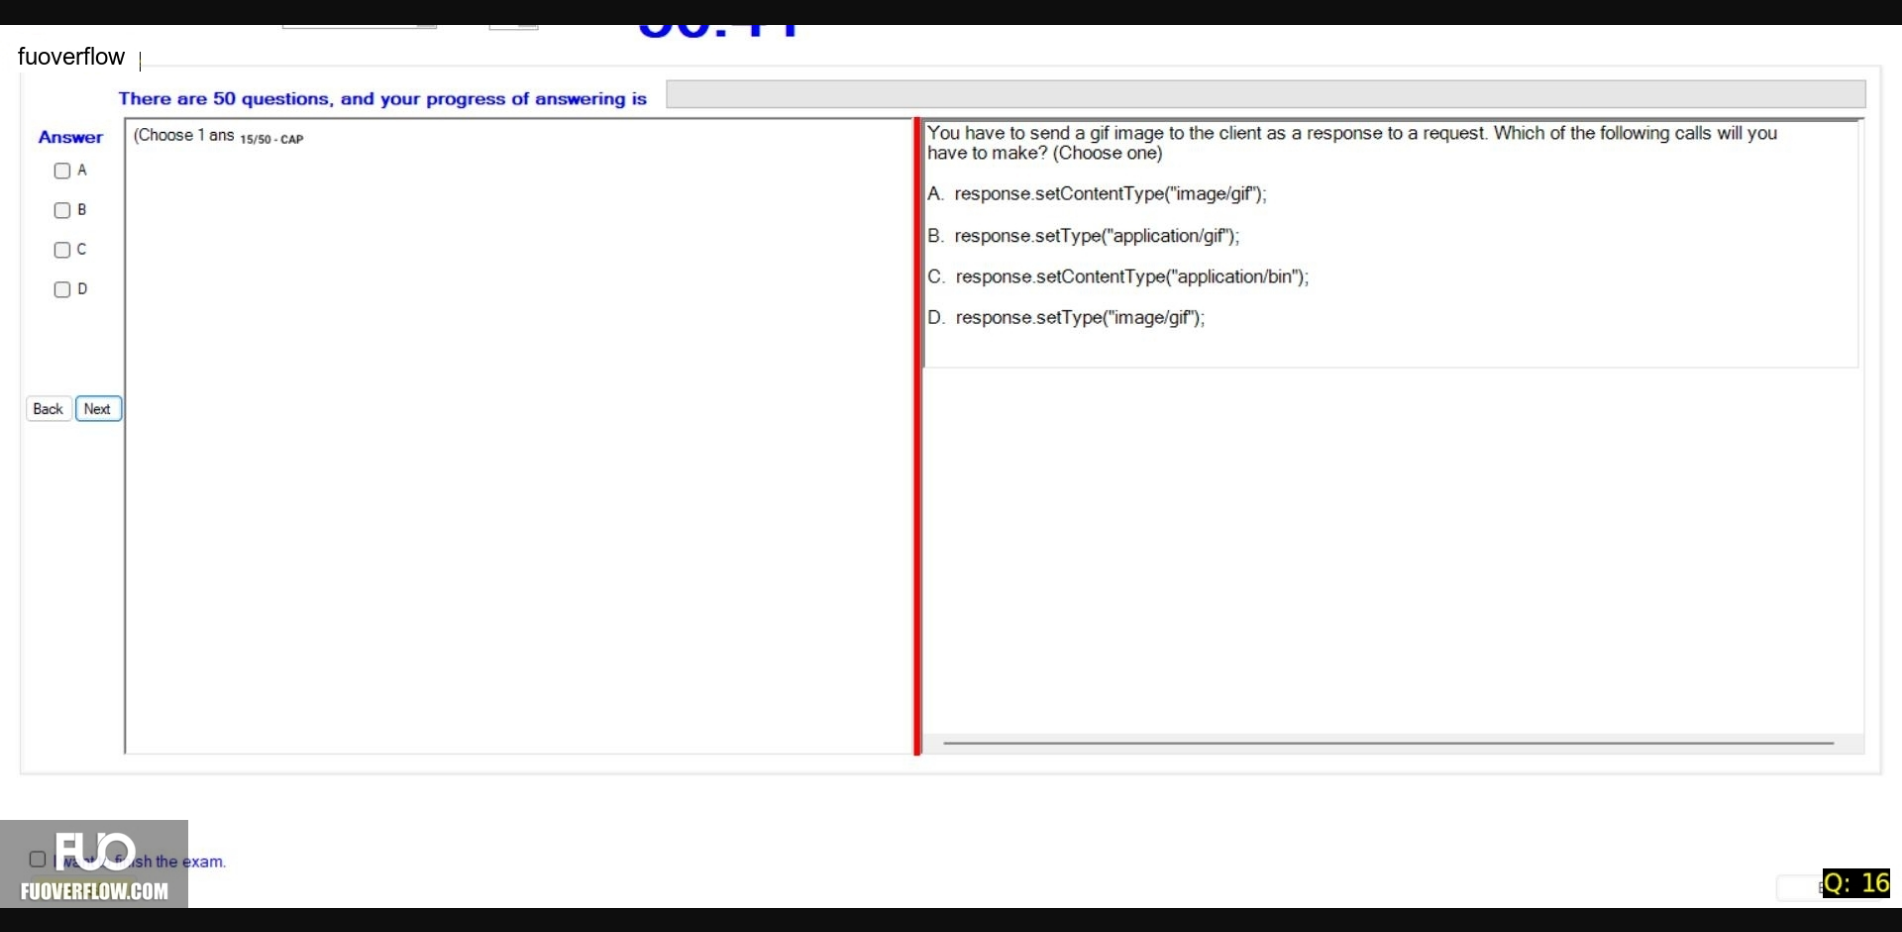 fuoverflow
There are 50 questions, and your progress of answering is
Answer
(Choose 1 ans 15/50 - CAP
A
B
C
D
Back Next
You have to send a gif image to the client as a response to a request. Which of the following calls will you
have to make? (Choose one)
A. response.setContentType("image/gif");
B. response.setType("application/gif");
C. response.setContentType("application/bin");
D. response.setType("image/gif");
FUO
the exam.
FUOVERFLOW.COM
Q: 16